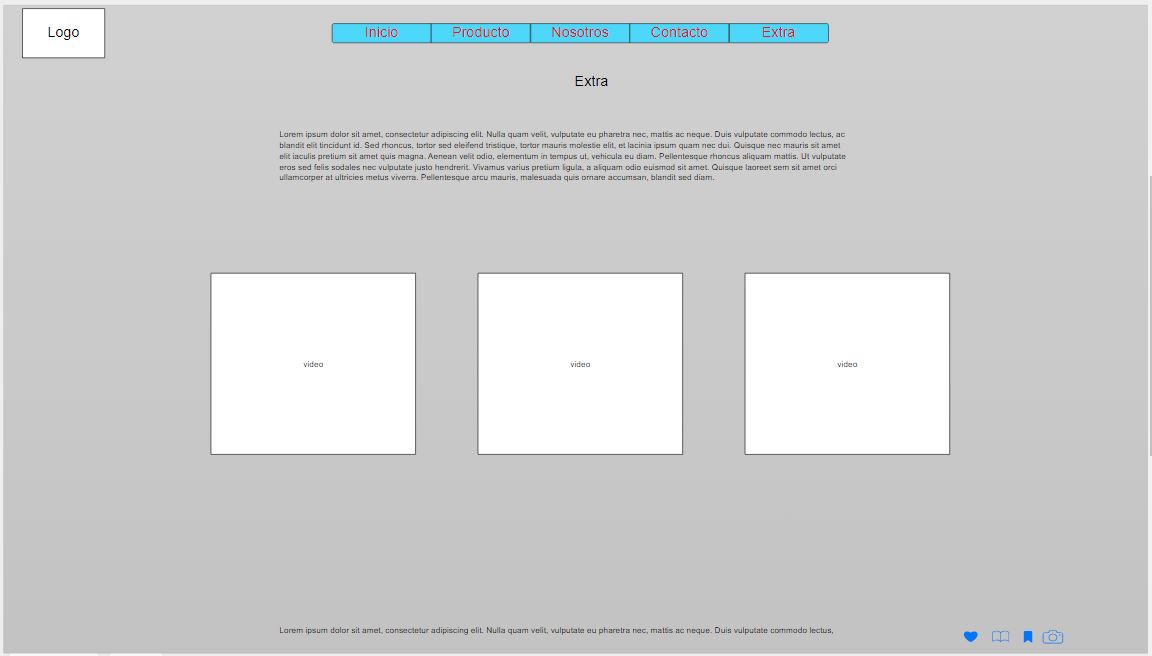 Logo
Inicio Producto Nosotros Contacto Extra
Extra
Lorem ipsum dolor sit amet, consectetur adipiscing elit. Nulla quam velit, vulputate eu pharetra nec, mattis ac neque. Duis vulputate commodo lectus, ac
blandit elit tincidunt id. Sed rhoncus, tortor sed eleifend tristique, tortor mauris molestie elit, et lacinia ipsum quam nec dui. Quisque nec mauris sit amet
elit iaculis pretium sit amet quis magna. Aenean velit odio, elementum in tempus ut, vehicula eu diam. Pellentesque rhoncus aliquam mattis. Ut vulputate
eros sed felis sodales nec vulputate justo hendrerit. Vivamus varius pretium ligula, a aliquam odio euismod sit amet. Quisque laoreet sem sit amet orci
ullamcorper at ultricies metus viverra. Pellentesque arcu mauris, malesuada quis ornare accumsan, blandit sed diam.
video video video
Lorem ipsum dolor sit amet, consectetur adipiscing elit. Nulla quam velit, vulputate eu pharetra nec, mattis ac neque. Duis vulputate commodo lectus,